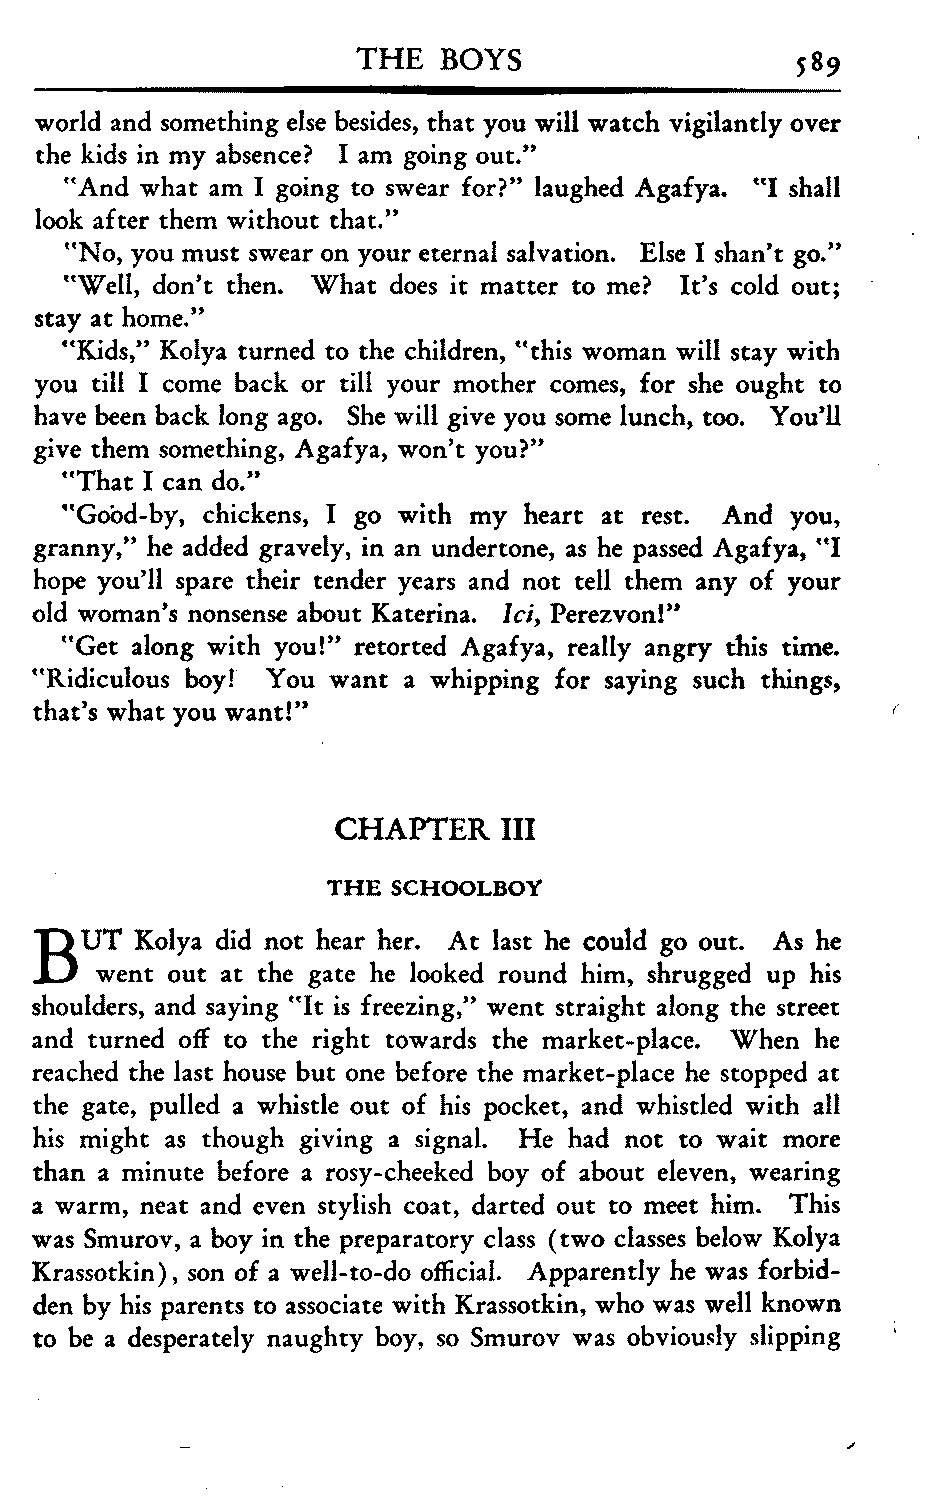 THE BOYS 589
world and something else besides, that you will watch vigilantly over
the kids in my absence? I am going out."
"And what am I going to swear for?" laughed Agafya. "I shall
look after them without that."
"No, you must swear on your eternal salvation. Else I shan't go."
"Well, don't then. What does it matter to me? It's cold out;
stay at home."
"Kids," Kolya turned to the children, "this woman will stay with
you till I come back or till your mother comes, for she ought to
have been back long ago. She will give you some lunch, too. You'll
give them something, Agafya, won't you?"
"That I can do."
"Good-by, chickens, I go with my heart at rest. And you,
granny," he added gravely, in an undertone, as he passed Agafya, "I
hope you'll spare their tender years and not tell them any of your
old woman's nonsense about Katerina. Ici, Perezvon!"
"Get along with you!" retorted Agafya, really angry this time.
"Ridiculous boy! You want a whipping for saying such things,
that's what you want!"
CHAPTER III
THE SCHOOLBOY
BUT Kolya did not hear her. At last he could go out. As he
went out at the gate he looked round him, shrugged up his
shoulders, and saying "It is freezing," went straight along the street
and turned off to the right towards the market-place. When he
reached the last house but one before the market-place he stopped at
the gate, pulled a whistle out of his pocket, and whistled with all
his might as though giving a signal. He had not to wait more
than a minute before a rosy-cheeked boy of about eleven, wearing
a warm, neat and even stylish coat, darted out to meet him. This
was Smurov, a boy in the preparatory class (two classes below Kolya
Krassotkin), son of a well-to-do official. Apparently he was forbid-
den by his parents to associate with Krassotkin, who was well known
to be a desperately naughty boy, so Smurov was obviously slipping